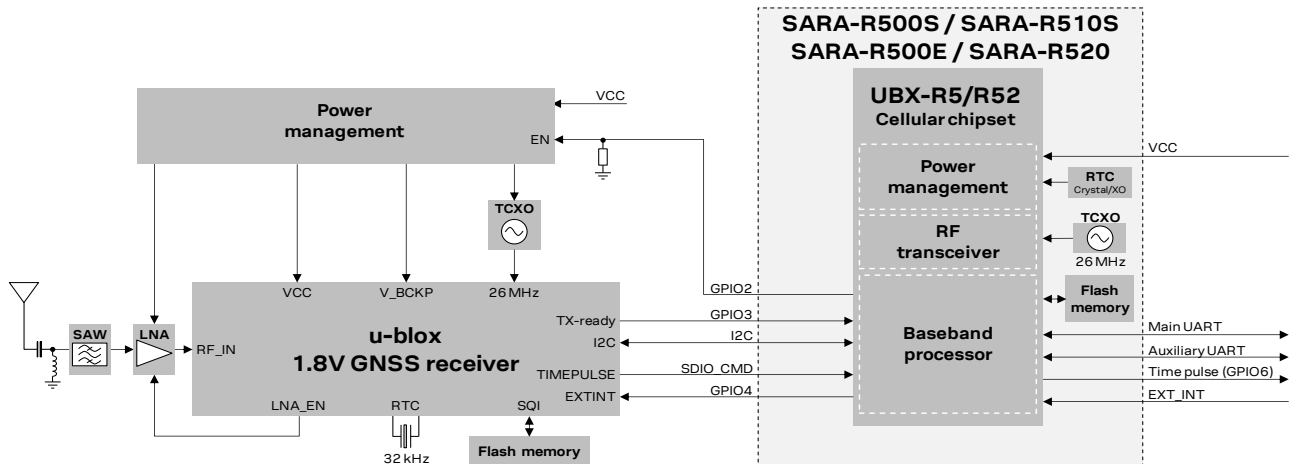 SARA-R500S / SARA-R510S
SARA-R500E / SARA-R520
Power
management
VCC
EN
TCXO
VCC
V_BCKP
26 MHz
u-blox
1.8V GNSS receiver
SAW
LNA
RF_IN
TX-ready
I2C
TIMEPULSE
EXTINT
LNA_EN
RTC
SQI
32 kHz
Flash memory
GPIO2
GPIO3
I2C
SDIO_CMD
GPIO4
UBX-R5/R52
Cellular chipset
Power
management
RF
transceiver
Baseband
processor
VCC
RTC
Crystal/XO
TCXO
26 MHz
Flash
memory
Main UART
Auxiliary UART
Time pulse (GPIO6)
EXT_INT